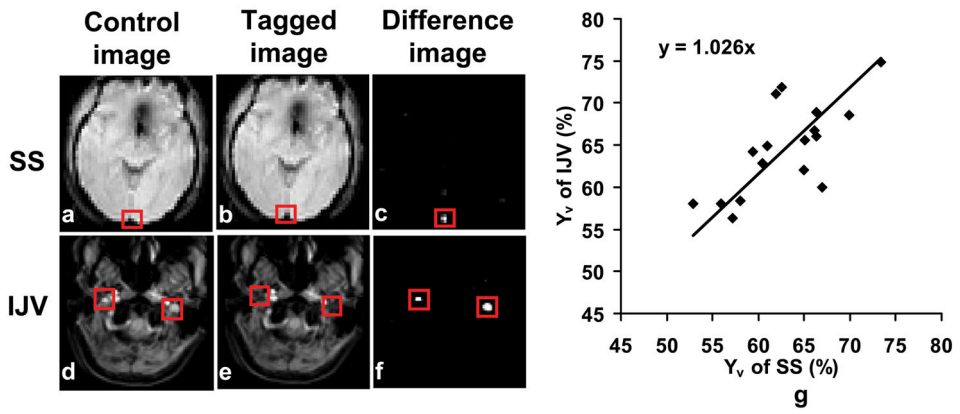 Control image
Tagged image
Difference image
SS
a
b
c
IJV
d
e
f
y = 1.026x
Yv of IJV (%)
80
75
70
65
60
55
50
45
45 50 55 60 65 70 75 80
Yv of SS (%)
g